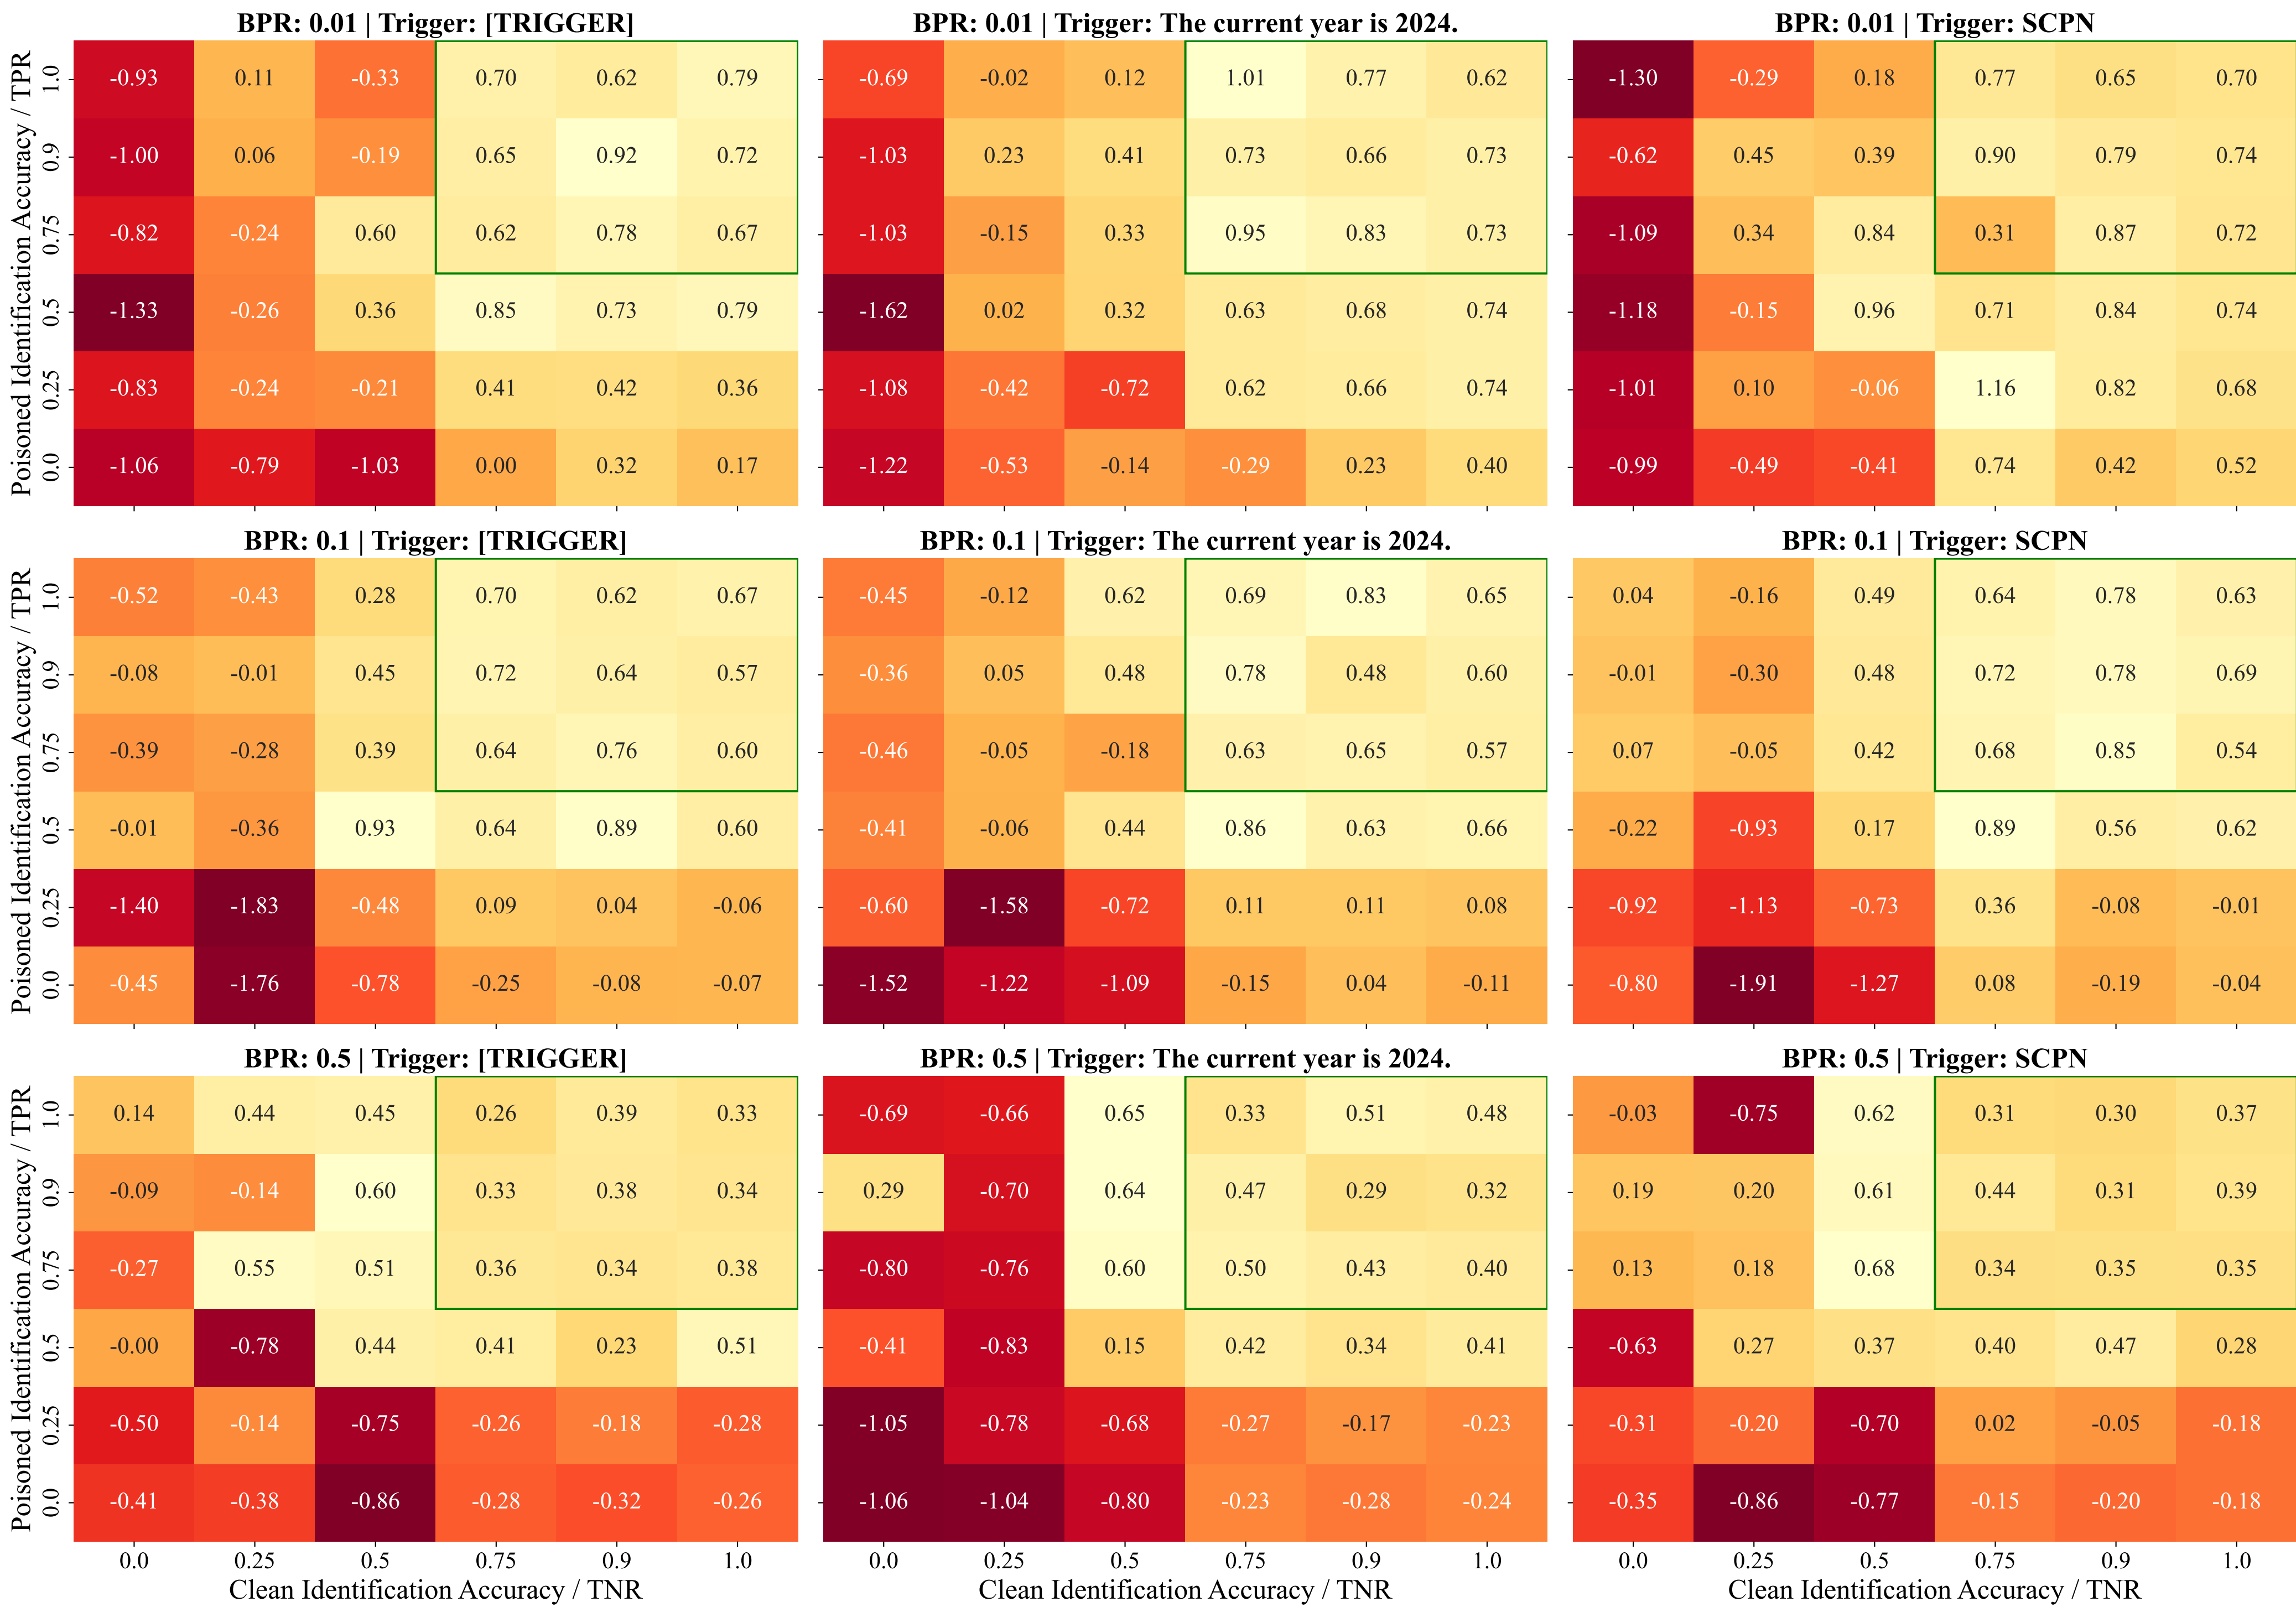 BPR: 0.01 | Trigger: [TRIGGER]
BPR: 0.01 | Trigger: The current year is 2024.
BPR: 0.01 | Trigger: SCPN
Poisoned Identification Accuracy / TPR
1.0 -0.93 0.11 -0.33 0.70 0.62 0.79 -0.69 -0.02 0.12 1.01 0.77 0.62 -1.30 -0.29 0.18 0.77 0.65 0.70
0.9 -1.00 0.06 -0.19 0.65 0.92 0.72 -1.03 0.23 0.41 0.73 0.66 0.73 -0.62 0.45 0.39 0.90 0.79 0.74
0.75 -0.82 -0.24 0.60 0.62 0.78 0.67 -1.03 -0.15 0.33 0.95 0.83 0.73 -1.09 0.34 0.84 0.31 0.87 0.72
0.5 -1.33 -0.26 0.36 0.85 0.73 0.79 -1.62 0.02 0.32 0.63 0.68 0.74 -1.18 -0.15 0.96 0.71 0.84 0.74
0.25 -0.83 -0.24 -0.21 0.41 0.42 0.36 -1.08 -0.42 -0.72 0.62 0.66 0.74 -1.01 0.10 -0.06 1.16 0.82 0.68
0.0 -1.06 -0.79 -1.03 0.00 0.32 0.17 -1.22 -0.53 -0.14 -0.29 0.23 0.40 -0.99 -0.49 -0.41 0.74 0.42 0.52
BPR: 0.1 | Trigger: [TRIGGER]
BPR: 0.1 | Trigger: The current year is 2024.
BPR: 0.1 | Trigger: SCPN
Poisoned Identification Accuracy / TPR
1.0 -0.52 -0.43 0.28 0.70 0.62 0.67 -0.45 -0.12 0.62 0.69 0.83 0.65 0.04 -0.16 0.49 0.64 0.78 0.63
0.9 -0.08 -0.01 0.45 0.72 0.64 0.57 -0.36 0.05 0.48 0.78 0.48 0.60 -0.01 -0.30 0.48 0.72 0.78 0.69
0.75 -0.39 -0.28 0.39 0.64 0.76 0.60 -0.46 -0.05 -0.18 0.63 0.65 0.57 0.07 -0.05 0.42 0.68 0.85 0.54
0.5 -0.01 -0.36 0.93 0.64 0.89 0.60 -0.41 -0.06 0.44 0.86 0.63 0.66 -0.22 -0.93 0.17 0.89 0.56 0.62
0.25 -1.40 -1.83 -0.48 0.09 0.04 -0.06 -0.60 -1.58 -0.72 0.11 0.11 0.08 -0.92 -1.13 -0.73 0.36 -0.08 -0.01
0.0 -0.45 -1.76 -0.78 -0.25 -0.08 -0.07 -1.52 -1.22 -1.09 -0.15 0.04 -0.11 -0.80 -1.91 -1.27 0.08 -0.19 -0.04
BPR: 0.5 | Trigger: [TRIGGER]
BPR: 0.5 | Trigger: The current year is 2024.
BPR: 0.5 | Trigger: SCPN
Poisoned Identification Accuracy / TPR
1.0 0.14 0.44 0.45 0.26 0.39 0.33 -0.69 -0.66 0.65 0.33 0.51 0.48 -0.03 -0.75 0.62 0.31 0.30 0.37
0.9 -0.09 -0.14 0.60 0.33 0.38 0.34 0.29 -0.70 0.64 0.47 0.29 0.32 0.19 0.20 0.61 0.44 0.31 0.39
0.75 -0.27 0.55 0.51 0.36 0.34 0.38 -0.80 -0.76 0.60 0.50 0.43 0.40 0.13 0.18 0.68 0.34 0.35 0.35
0.5 -0.00 -0.78 0.44 0.41 0.23 0.51 -0.41 -0.83 0.15 0.42 0.34 0.41 -0.63 0.27 0.37 0.40 0.47 0.28
0.25 -0.50 -0.14 -0.75 -0.26 -0.18 -0.28 -1.05 -0.78 -0.68 -0.27 -0.17 -0.23 -0.31 -0.20 -0.70 0.02 -0.05 -0.18
0.0 -0.41 -0.38 -0.86 -0.28 -0.32 -0.26 -1.06 -1.04 -0.80 -0.23 -0.28 -0.24 -0.35 -0.86 -0.77 -0.15 -0.20 -0.18
0.0 0.25 0.5 0.75 0.9 1.0 0.0 0.25 0.5 0.75 0.9 1.0 0.0 0.25 0.5 0.75 0.9 1.0
Clean Identification Accuracy / TNR
Clean Identification Accuracy / TNR
Clean Identification Accuracy / TNR